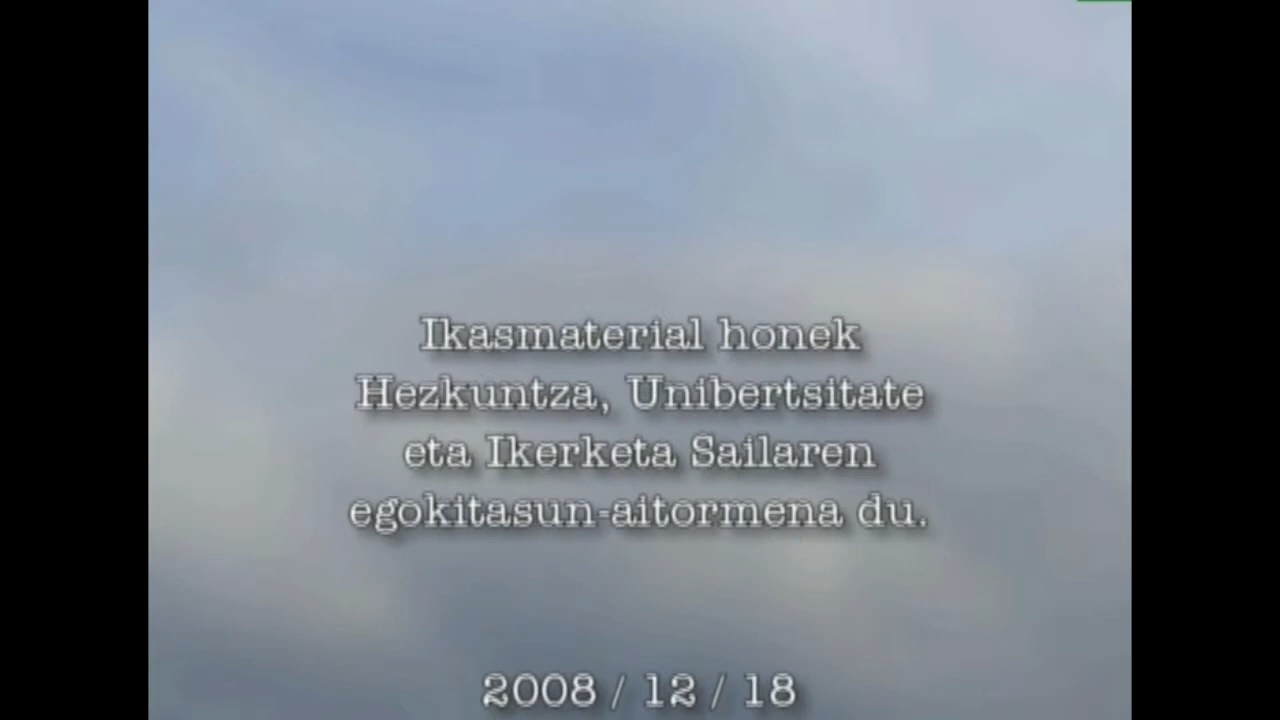 Ikasmaterial honek
Hezkuntza, Unibertsitate
eta Ikerketa Sailaren
egokitasun-aitormena du.
2008 / 12 / 18